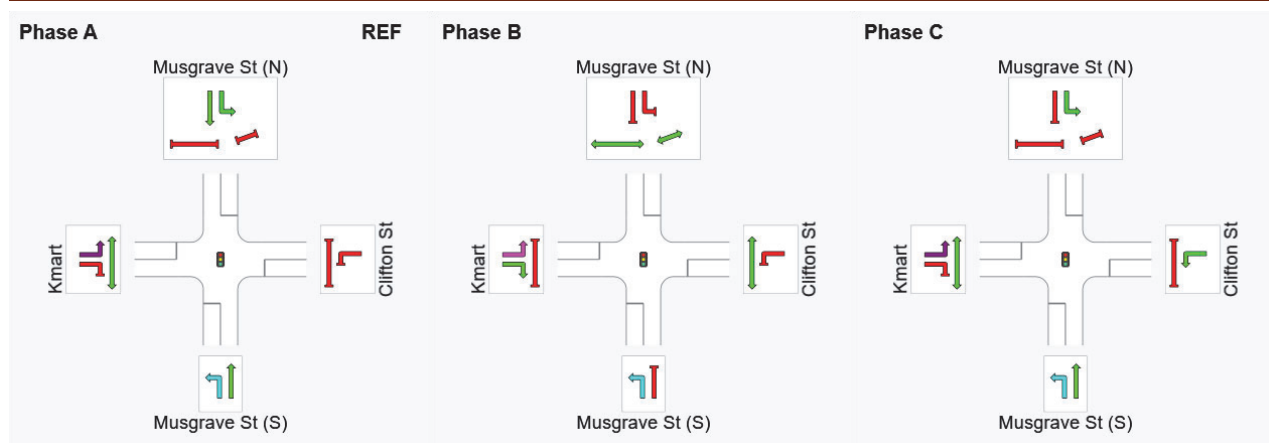 Phase A REF
Musgrave St (N)
Kmart
Clifton St
Musgrave St (S)
Phase B
Musgrave St (N)
Kmart
Clifton St
Musgrave St (S)
Phase C
Musgrave St (N)
Kmart
Clifton St
Musgrave St (S)